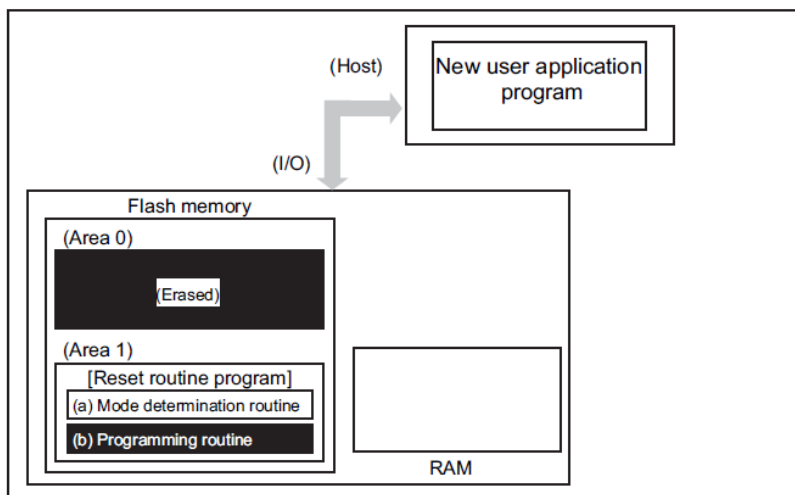 (Host)
New user application
program
(I/O)
Flash memory
(Area 0)
(Erased)
(Area 1)
[Reset routine program]
(a) Mode determination routine
(b) Programming routine
RAM